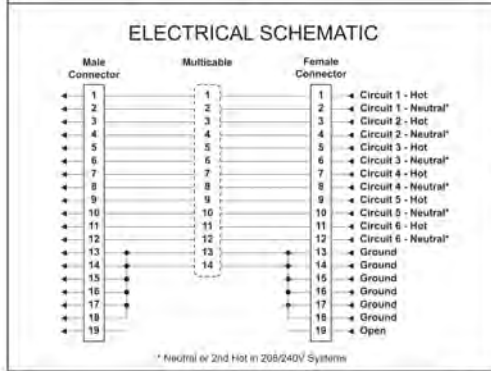 ELECTRICAL SCHEMATIC
Male Connector
Multicable
Female Connector
1 1 1 Circuit 1 - Hot
2 2 2 Circuit 1 - Neutral*
3 3 3 Circuit 2 - Hot
4 4 4 Circuit 2 - Neutral*
5 5 5 Circuit 3 - Hot
6 6 6 Circuit 3 - Neutral*
7 7 7 Circuit 4 - Hot
8 8 8 Circuit 4 - Neutral*
9 9 9 Circuit 5 - Hot
10 10 10 Circuit 5 - Neutral*
11 11 11 Circuit 6 - Hot
12 12 12 Circuit 6 - Neutral*
13 13 13 Ground
14 14 14 Ground
15 15 Ground
16 16 Ground
17 17 Ground
18 18 Ground
19 19 Open
* Neutral or 2nd Hot in 208/240V Systems